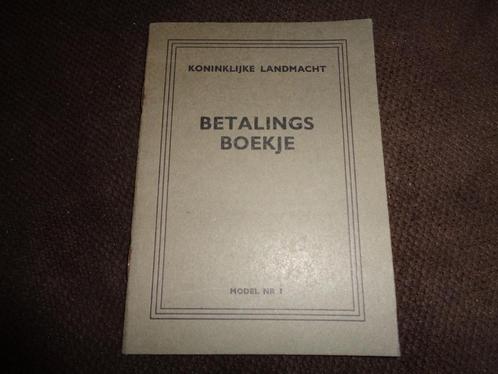 KONINKLIJKE LANDMACHT
BETALINGS
BOEKJE
MODEL NR 1